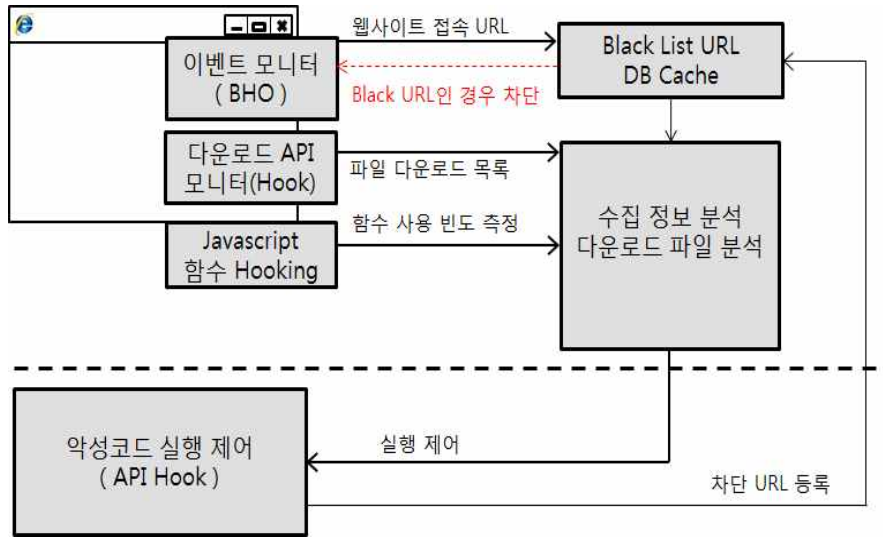 웹사이트 접속 URL
이벤트 모니터
( BHO )
Black List URL
DB Cache
Black URL인 경우 차단
다운로드 API
모니터(Hook)
파일 다운로드 목록
함수 사용 빈도 측정
Javascript
함수 Hooking
수집 정보 분석
다운로드 파일 분석
악성코드 실행 제어
( API Hook )
실행 제어
차단 URL 등록